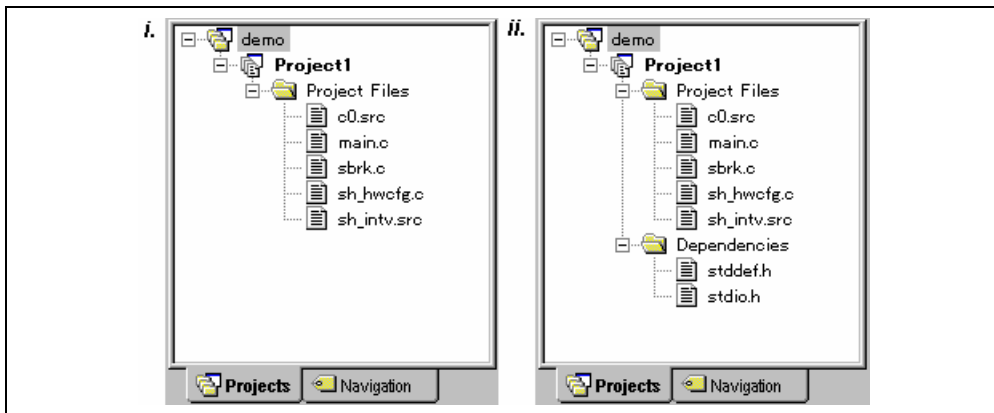 i.
demo
Project1
Project Files
c0.src
main.c
sbrk.c
sh_hwcfg.c
sh_intv.src
Projects
Navigation
ii.
demo
Project1
Project Files
c0.src
main.c
sbrk.c
sh_hwcfg.c
sh_intv.src
Dependencies
stddef.h
stdio.h
Projects
Navigation